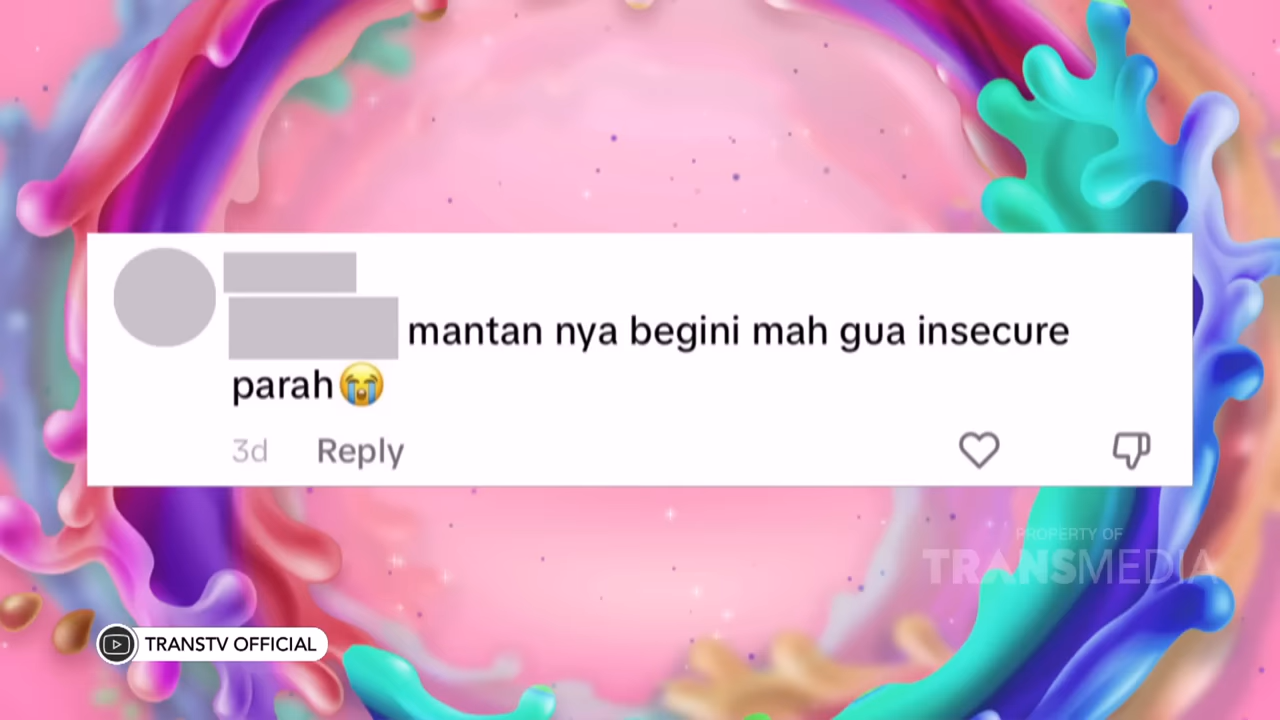 mantan nya begini mah gua insecure
parah😭
3d Reply
PROPERTY OF
TRANSMEDIA
TRANSTV OFFICIAL